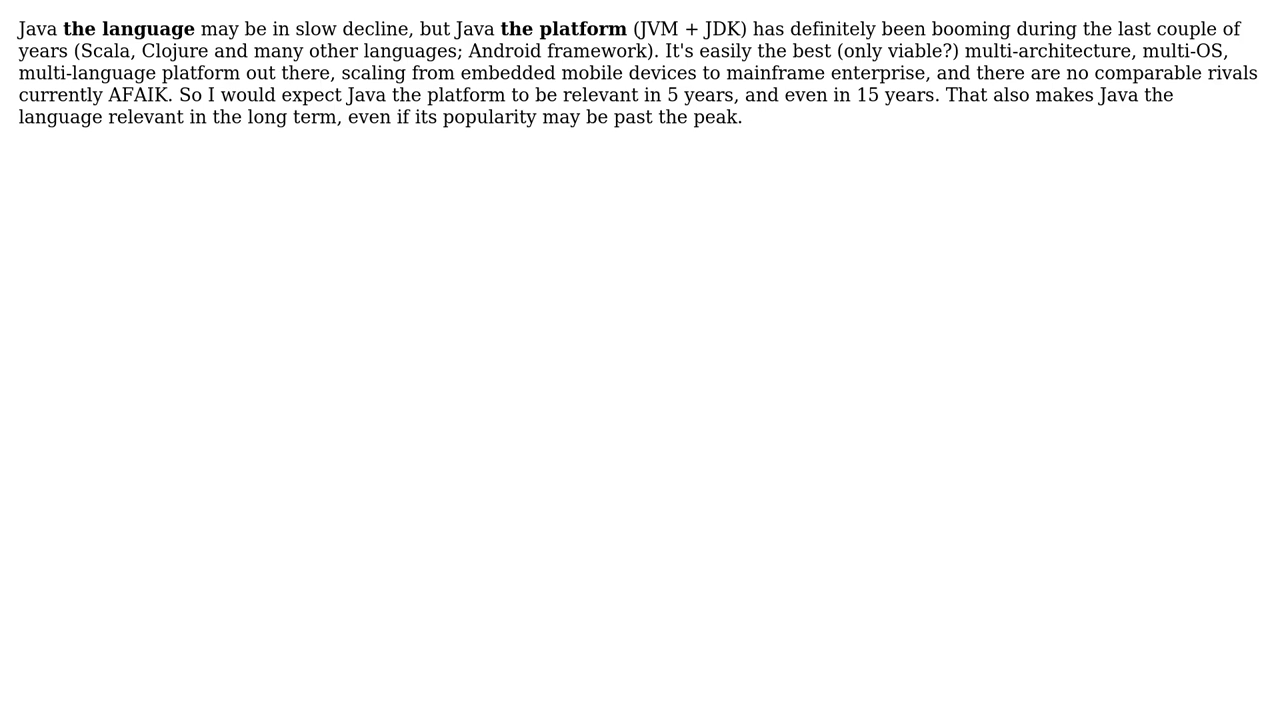 Java the language may be in slow decline, but Java the platform (JVM + JDK) has definitely been booming during the last couple of
years (Scala, Clojure and many other languages; Android framework). It's easily the best (only viable?) multi-architecture, multi-OS,
multi-language platform out there, scaling from embedded mobile devices to mainframe enterprise, and there are no comparable rivals
currently AFAIK. So I would expect Java the platform to be relevant in 5 years, and even in 15 years. That also makes Java the
language relevant in the long term, even if its popularity may be past the peak.